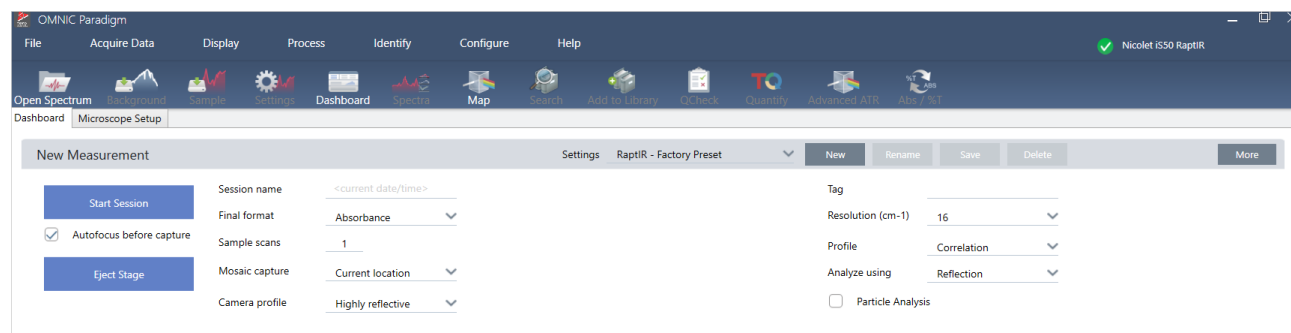 OMNIC Paradigm
File Acquire Data Display Process Identify Configure Help Nicolet iS50 RaptIR
Open Spectrum Background Sample Settings Dashboard Spectra Map Search Add to Library QCheck Quantify Advanced ATR Abs / %T
Dashboard Microscope Setup
New Measurement Settings RaptIR - Factory Preset New Rename Save Delete More
Start Session Session name <current date/time> Tag
Final format Absorbance Resolution (cm-1) 16
Autofocus before capture Sample scans 1 Profile Correlation
Eject Stage Mosaic capture Current location Analyze using Reflection
Camera profile Highly reflective Particle Analysis